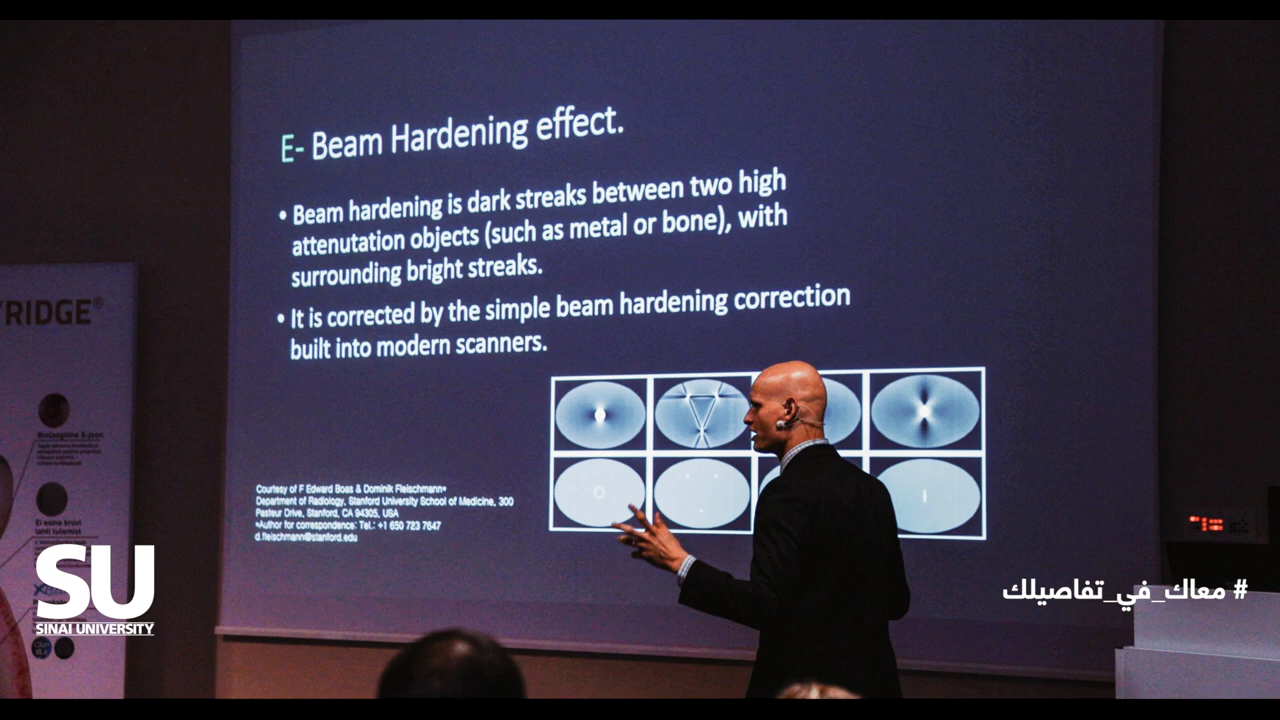 E- Beam Hardening effect.
• Beam hardening is dark streaks between two high
attenutation objects (such as metal or bone), with
surrounding bright streaks.
• It is corrected by the simple beam hardening correction
built into modern scanners.
Courtesy of F Edward Boas & Dominik Fleischmann*
Department of Radiology, Stanford University School of Medicine, 300
Pasteur Drive, Stanford, CA 94305, USA
*Author for correspondence: Tel.: +1 650 723 7647
d.fleischmann@stanford.edu
RIDGE®
Ei esine kruvi
SU
SINAI UNIVERSITY
# معاك_في_تفاصيلك